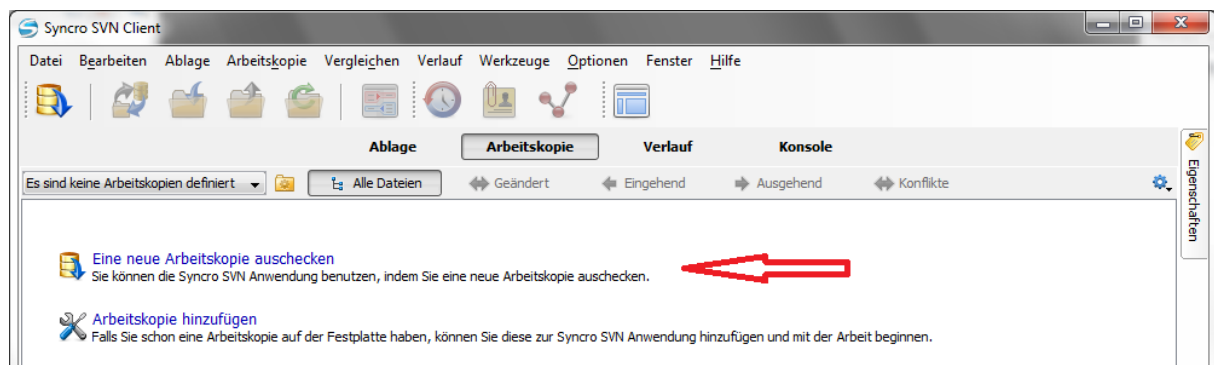 Syncro SVN Client
Datei Bearbeiten Ablage Arbeitskopie Vergleichen Verlauf Werkzeuge Optionen Fenster Hilfe
Ablage Arbeitskopie Verlauf Konsole
Es sind keine Arbeitskopien definiert Alle Dateien Geändert Eingehend Ausgehend Konflikte
Eigenschaften
Eine neue Arbeitskopie auschecken
Sie können die Syncro SVN Anwendung benutzen, indem Sie eine neue Arbeitskopie auschecken.
Arbeitskopie hinzufügen
Falls Sie schon eine Arbeitskopie auf der Festplatte haben, können Sie diese zur Syncro SVN Anwendung hinzufügen und mit der Arbeit beginnen.